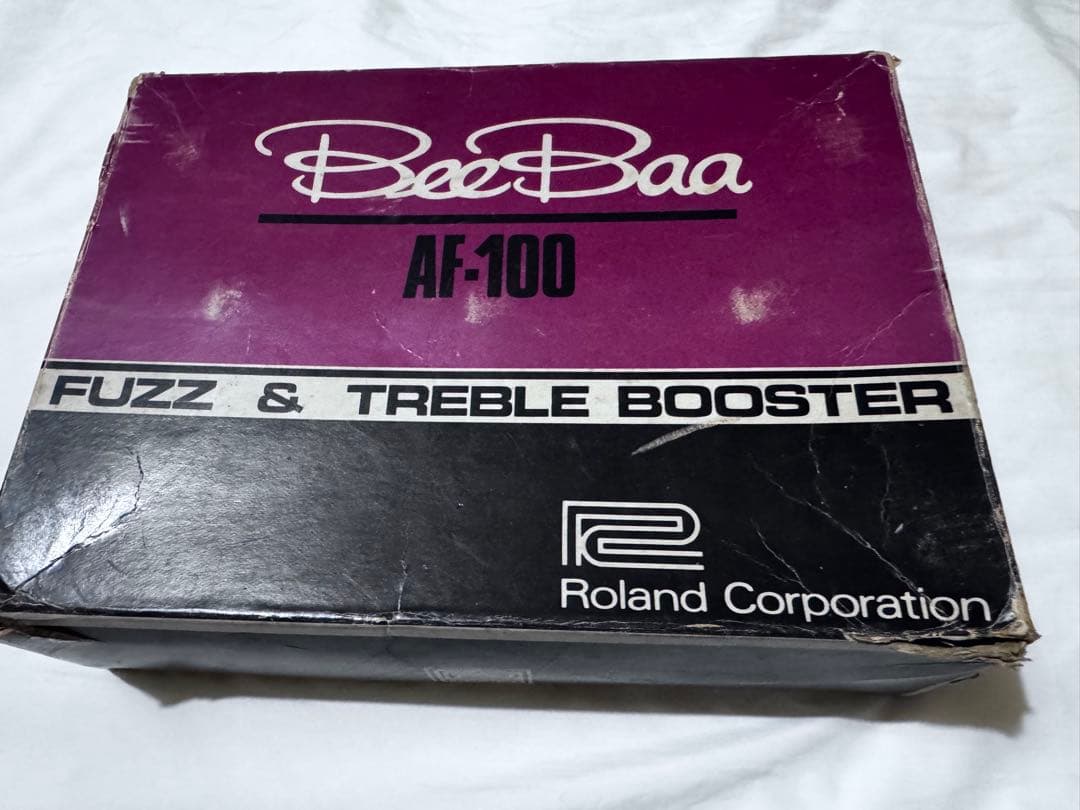 BeeBaa
AF-100
FUZZ & TREBLE BOOSTER
Roland Corporation